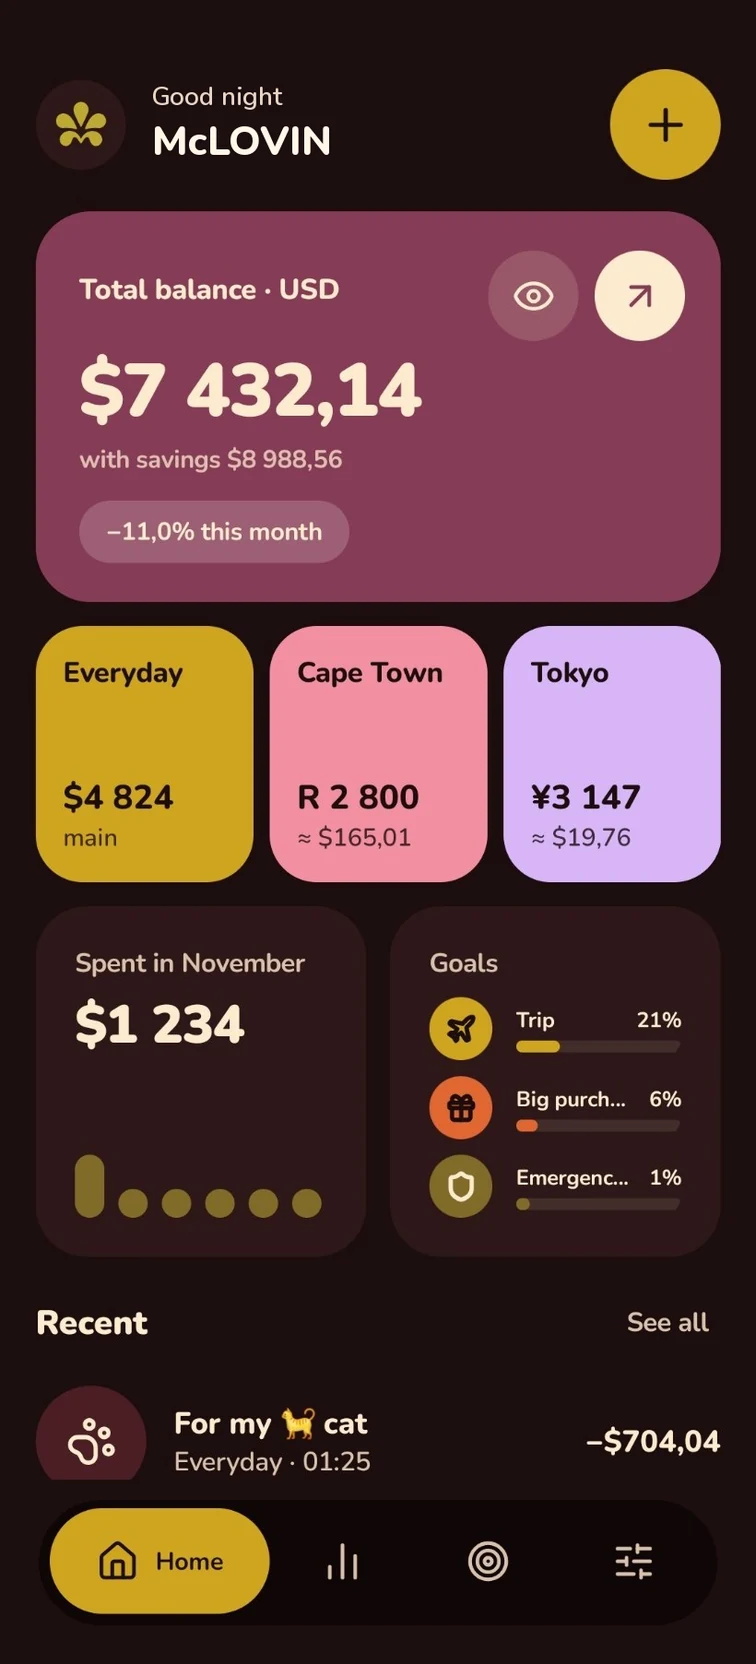 Good night
McLOVIN
Total balance · USD
$7 432,14
with savings $8 988,56
−11,0% this month
Everyday
$4 824
main
Cape Town
R 2 800
≈ $165,01
Tokyo
¥3 147
≈ $19,76
Spent in November
$1 234
Goals
Trip 21%
Big purch... 6%
Emergenc... 1%
Recent
See all
For my 🐈 cat
Everyday · 01:25
−$704,04
Home